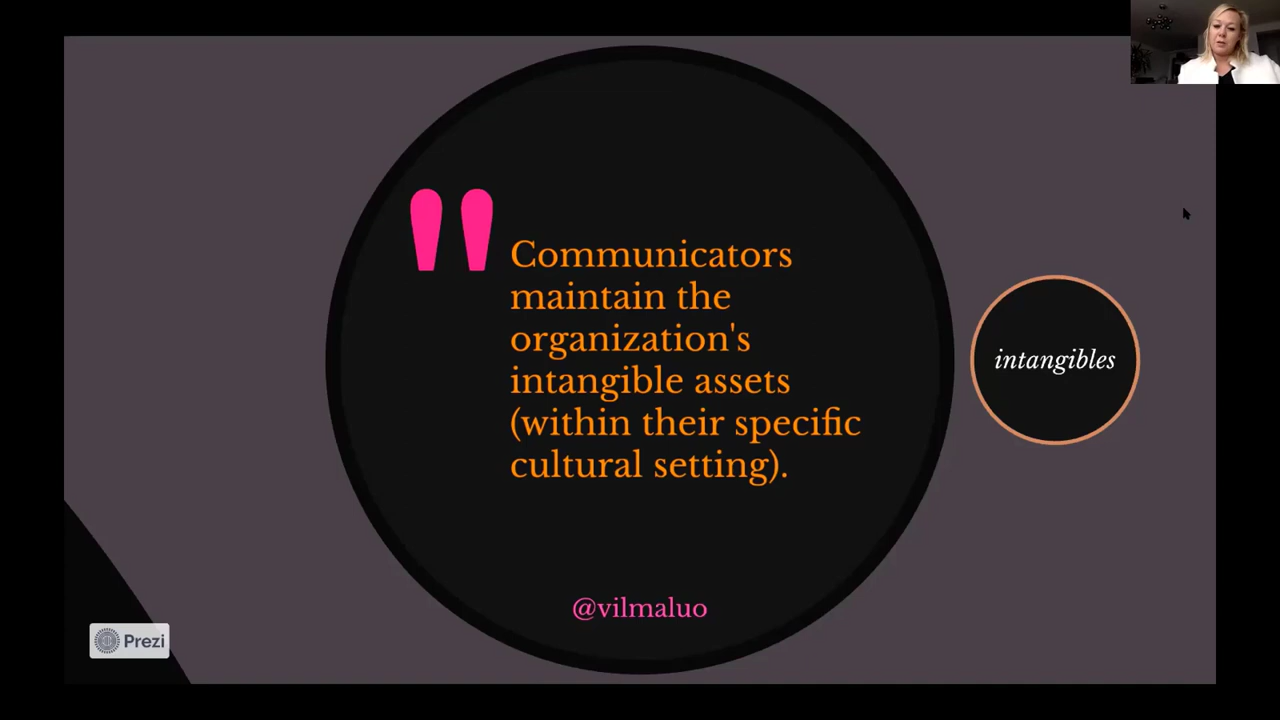 "
Communicators
maintain the
organization's
intangible assets
(within their specific
cultural setting).
intangibles
@vilmaluo
Prezi